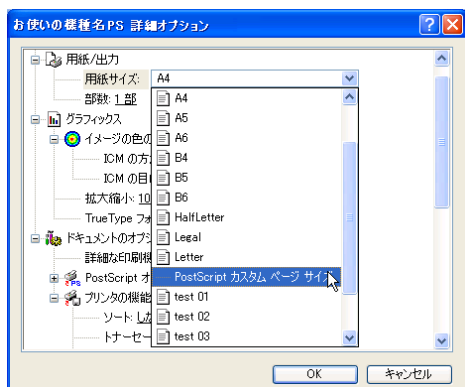 お使いの機種名PS 詳細オプション
用紙/出力
用紙サイズ: A4
部数: 1 部
A4
グラフィックス
A5
イメージの色の
A6
ICM の方
B4
ICM の目
B5
拡大縮小: 10
B6
TrueType フォ
HalfLetter
ドキュメントのオプシ
Legal
詳細な印刷機
Letter
PostScript オ
PostScript カスタム ページ サイズ
プリンタの機能
test 01
ソート: した
test 02
トナーセー
test 03
OK
キャンセル